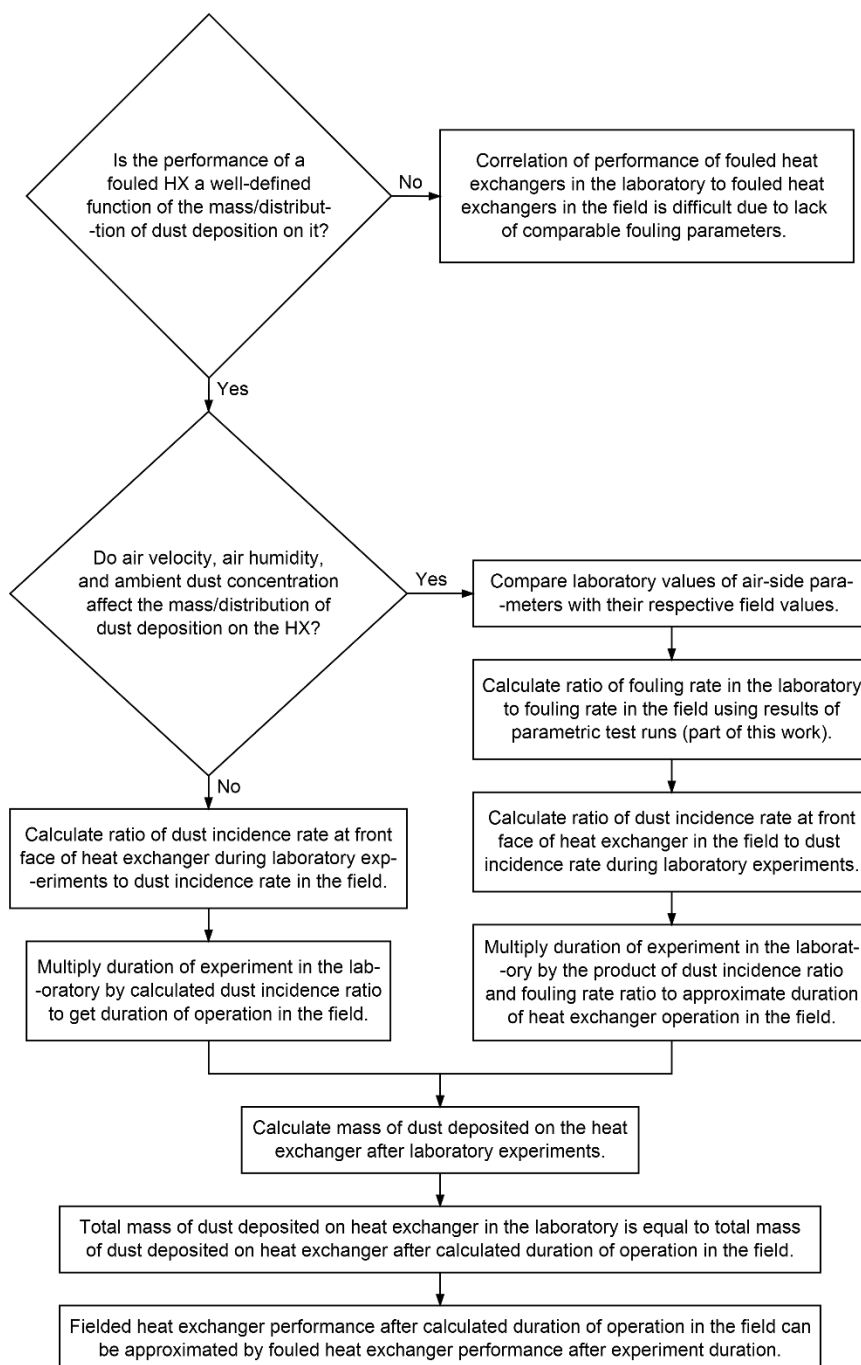 Is the performance of a
fouled HX a well-defined
function of the mass/distribut-
-tion of dust deposition on it?
No
Correlation of performance of fouled heat
exchangers in the laboratory to fouled heat
exchangers in the field is difficult due to lack
of comparable fouling parameters.
Yes
Do air velocity, air humidity,
and ambient dust concentration
affect the mass/distribution of
dust deposition on the HX?
Yes
Compare laboratory values of air-side para-
-meters with their respective field values.
Calculate ratio of fouling rate in the laboratory
to fouling rate in the field using results of
parametric test runs (part of this work).
Calculate ratio of dust incidence rate at front
face of heat exchanger in the field to dust
incidence rate during laboratory experiments.
Multiply duration of experiment in the laborat-
-ory by the product of dust incidence ratio
and fouling rate ratio to approximate duration
of heat exchanger operation in the field.
No
Calculate ratio of dust incidence rate at front
face of heat exchanger during laboratory exp-
-eriments to dust incidence rate in the field.
Multiply duration of experiment in the lab-
-oratory by calculated dust incidence ratio
to get duration of operation in the field.
Calculate mass of dust deposited on the heat
exchanger after laboratory experiments.
Total mass of dust deposited on heat exchanger in the laboratory is equal to total mass
of dust deposited on heat exchanger after calculated duration of operation in the field.
Fielded heat exchanger performance after calculated duration of operation in the field can
be approximated by fouled heat exchanger performance after experiment duration.